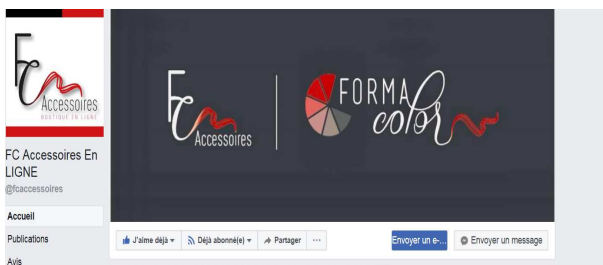 FC
Accessoires
BOUTIQUE EN LIGNE
FC Accessoires En
LIGNE
@fcaccessoires
Accueil
Publications
Avis
FC
Accessoires
FORMA
color
J'aime déjà
Déjà abonné(e)
Partager
...
Envoyer un e-...
Envoyer un message